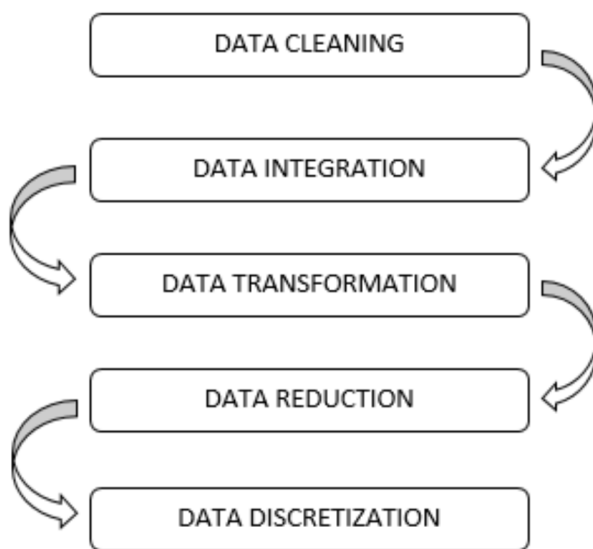 DATA CLEANING
DATA INTEGRATION
DATA TRANSFORMATION
DATA REDUCTION
DATA DISCRETIZATION